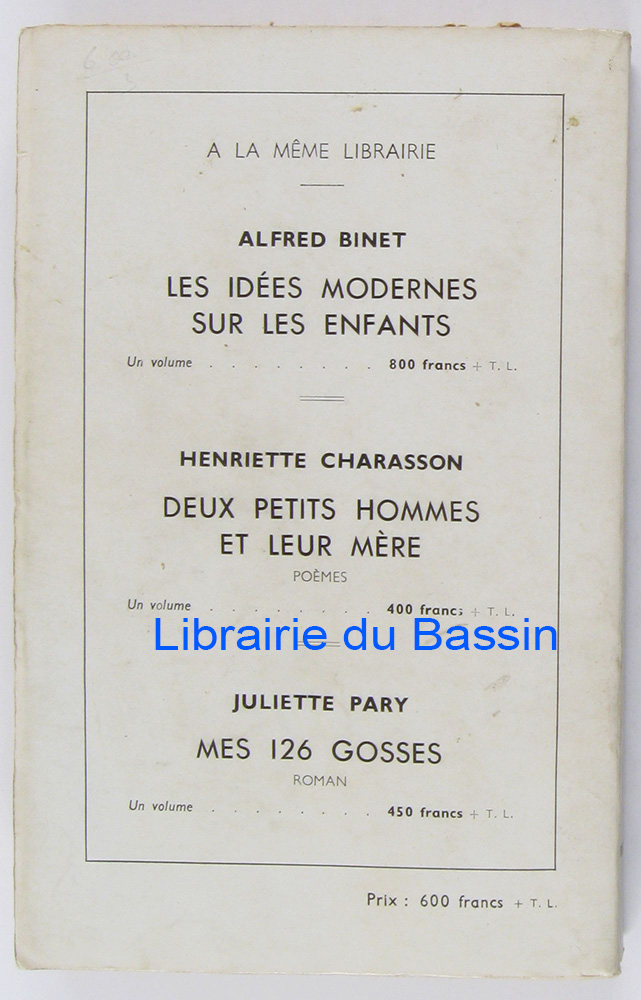 6.00
A LA MÊME LIBRAIRIE
ALFRED BINET
LES IDÉES MODERNES
SUR LES ENFANTS
Un volume . . . . . . . . 800 francs + T. L.
HENRIETTE CHARASSON
DEUX PETITS HOMMES
ET LEUR MÈRE
POÈMES
Un volume . . . . . . . . 400 francs + T. L.
Librairie du Bassin
JULIETTE PARY
MES 126 GOSSES
ROMAN
Un volume . . . . . . . . 450 francs + T. L.
Prix : 600 francs + T. L.